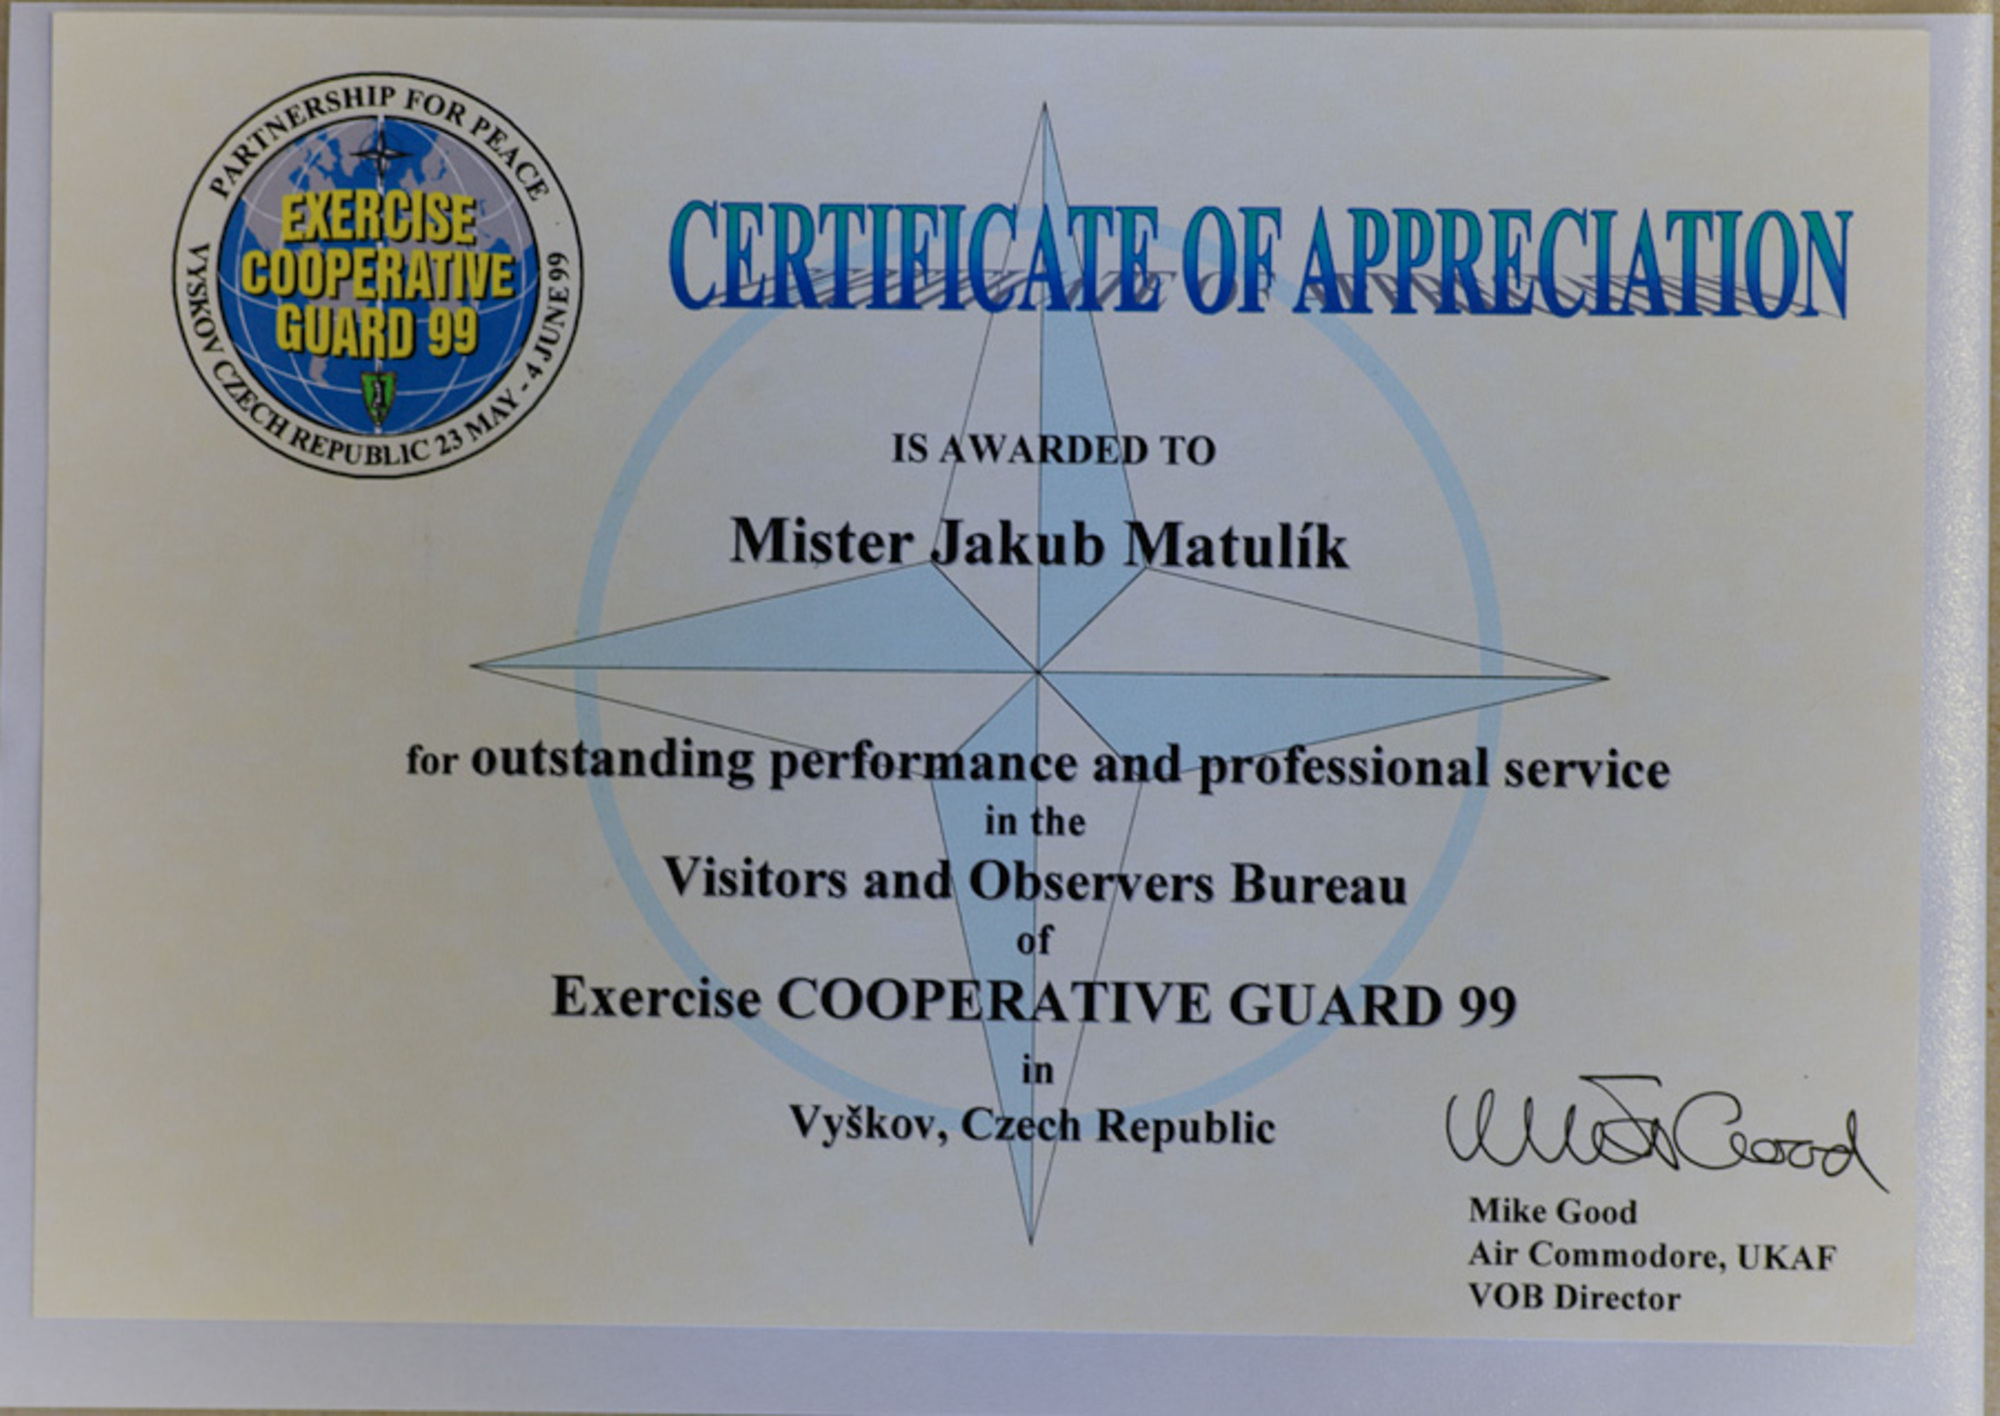 PARTNERSHIP FOR PEACE
EXERCISE
COOPERATIVE
GUARD 99
VYSKOV CZECH REPUBLIC 23 MAY - 4 JUNE 99
CERTIFICATE OF APPRECIATION
IS AWARDED TO
Mister Jakub Matulík
for outstanding performance and professional service
in the
Visitors and Observers Bureau
of
Exercise COOPERATIVE GUARD 99
in
Vyškov, Czech Republic
Mike Good
Mike Good
Air Commodore, UKAF
VOB Director